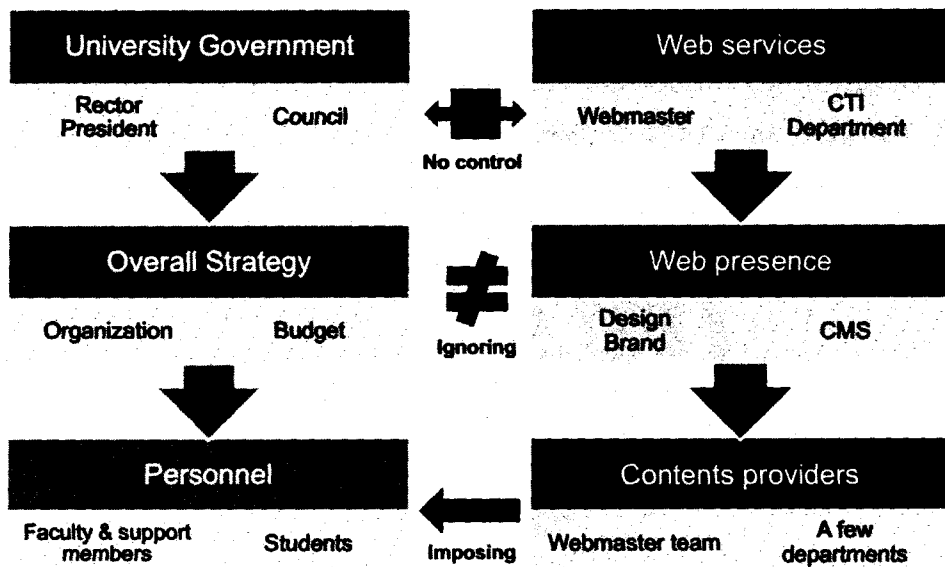 University Government
Web services
Rector
President
Council
Webmaster
CTI
Department
No control
Overall Strategy
Web presence
Organization
Budget
Ignoring
Design
Brand
CMS
Personnel
Contents providers
Faculty & support
members
Students
Imposing
Webmaster team
A few
departments